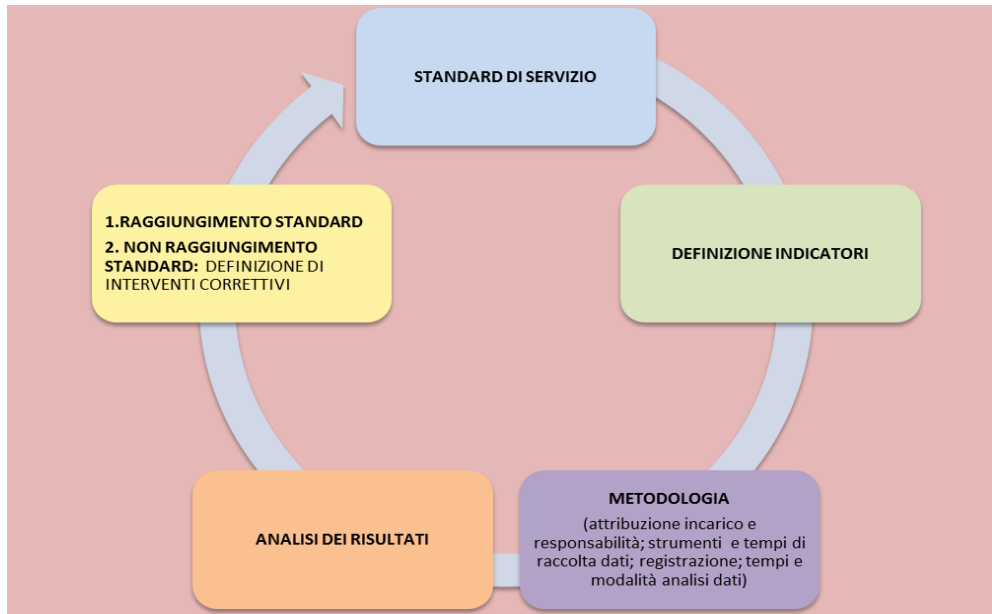 STANDARD DI SERVIZIO
DEFINIZIONE INDICATORI
METODOLOGIA
(attribuzione incarico e
responsabilità; strumenti e tempi di
raccolta dati; registrazione; tempi e
modalità analisi dati)
ANALISI DEI RISULTATI
1.RAGGIUNGIMENTO STANDARD
2. NON RAGGIUNGIMENTO
STANDARD: DEFINIZIONE DI
INTERVENTI CORRETTIVI